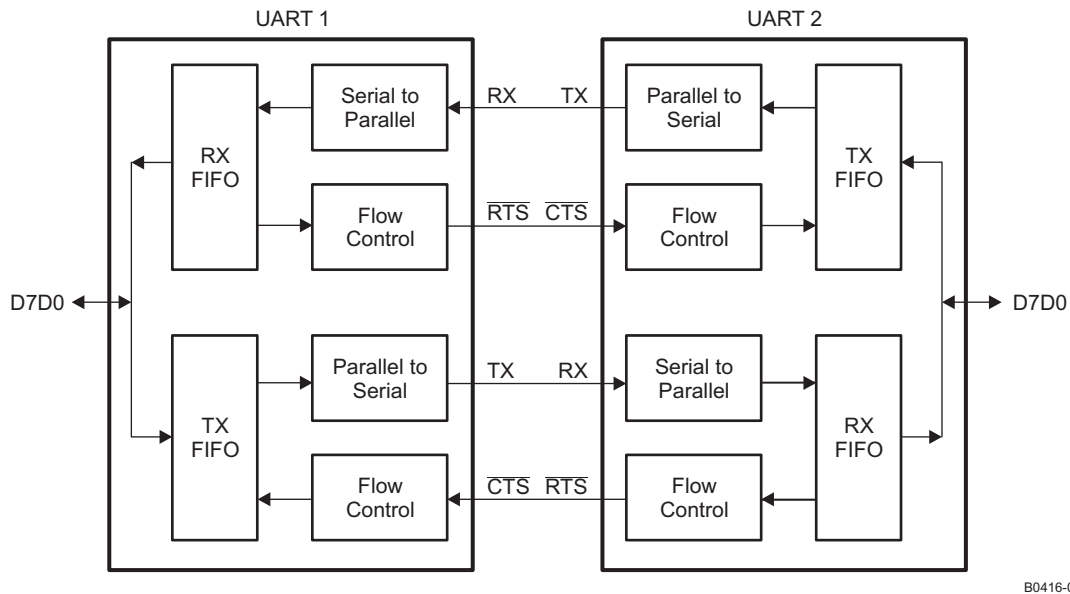 UART 1
UART 2
Serial to
Parallel
RX
TX
Parallel to
Serial
RX
FIFO
TX
FIFO
Flow
Control
RTS
CTS
Flow
Control
D7D0
D7D0
Parallel to
Serial
TX
RX
Serial to
Parallel
TX
FIFO
RX
FIFO
Flow
Control
CTS
RTS
Flow
Control